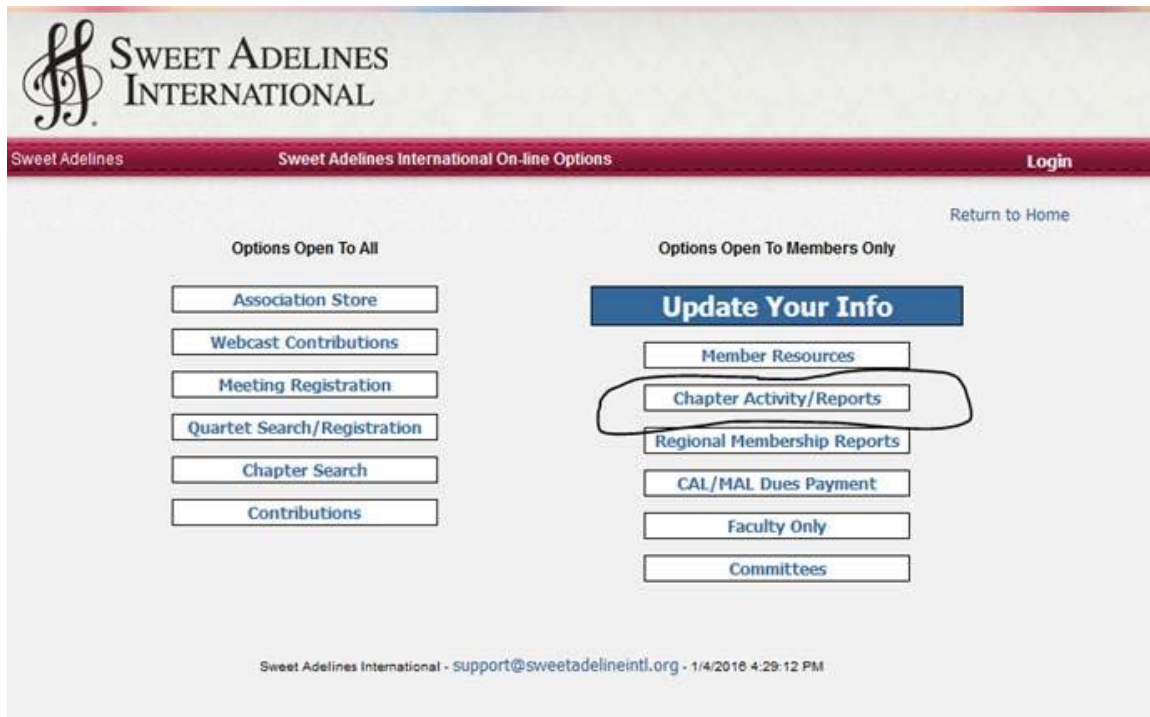 SWEET ADELINES
INTERNATIONAL
Sweet Adelines
Sweet Adelines International On-line Options
Login
Return to Home
Options Open To All
Association Store
Webcast Contributions
Meeting Registration
Quartet Search/Registration
Chapter Search
Contributions
Options Open To Members Only
Update Your Info
Member Resources
Chapter Activity/Reports
Regional Membership Reports
CAL/MAL Dues Payment
Faculty Only
Committees
Sweet Adelines International - support@sweetadelineintl.org - 1/4/2016 4:29:12 PM